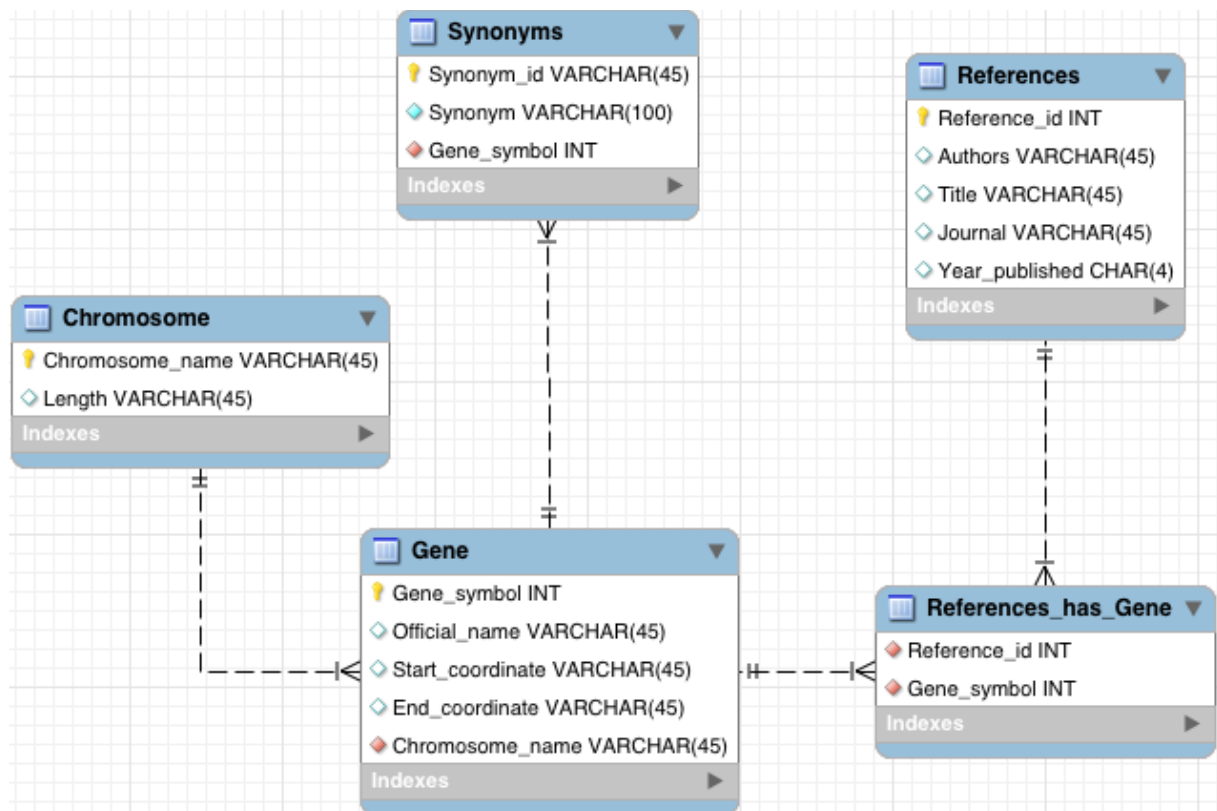 Synonyms
Synonym_id VARCHAR(45)
Synonym VARCHAR(100)
Gene_symbol INT
Indexes
References
Reference_id INT
Authors VARCHAR(45)
Title VARCHAR(45)
Journal VARCHAR(45)
Year_published CHAR(4)
Indexes
Chromosome
Chromosome_name VARCHAR(45)
Length VARCHAR(45)
Indexes
Gene
Gene_symbol INT
Official_name VARCHAR(45)
Start_coordinate VARCHAR(45)
End_coordinate VARCHAR(45)
Chromosome_name VARCHAR(45)
Indexes
References_has_Gene
Reference_id INT
Gene_symbol INT
Indexes